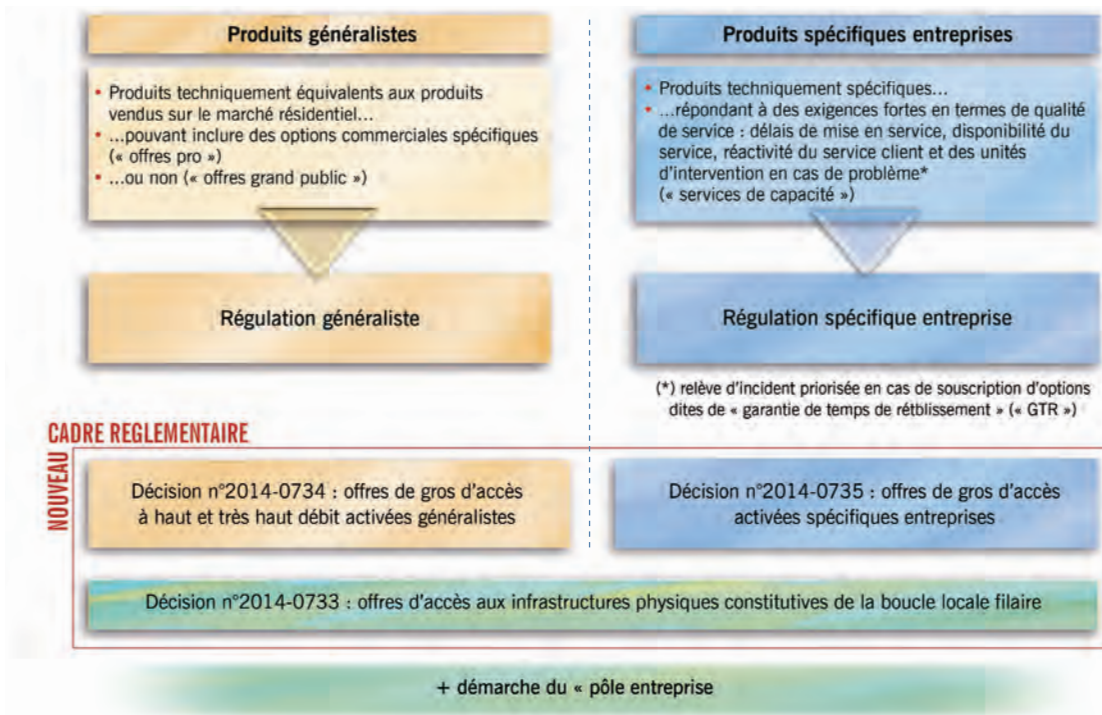 Produits généralistes
• Produits techniquement équivalents aux produits
vendus sur le marché résidentiel...
• ...pouvant inclure des options commerciales spécifiques
(« offres pro »)
• ...ou non (« offres grand public »)
Régulation généraliste
Produits spécifiques entreprises
• Produits techniquement spécifiques...
• ...répondant à des exigences fortes en termes de qualité
de service : délais de mise en service, disponibilité du
service, réactivité du service client et des unités
d'intervention en cas de problème*
(« services de capacité »)
Régulation spécifique entreprise
(*) relève d'incident priorisée en cas de souscription d'options
dites de « garantie de temps de rétblissement » (« GTR »)
NOUVEAU
CADRE REGLEMENTAIRE
Décision n°2014-0734 : offres de gros d'accès
à haut et très haut débit activées généralistes
Décision n°2014-0735 : offres de gros d'accès
activées spécifiques entreprises
Décision n°2014-0733 : offres d'accès aux infrastructures physiques constitutives de la boucle locale filaire
+ démarche du « pôle entreprise